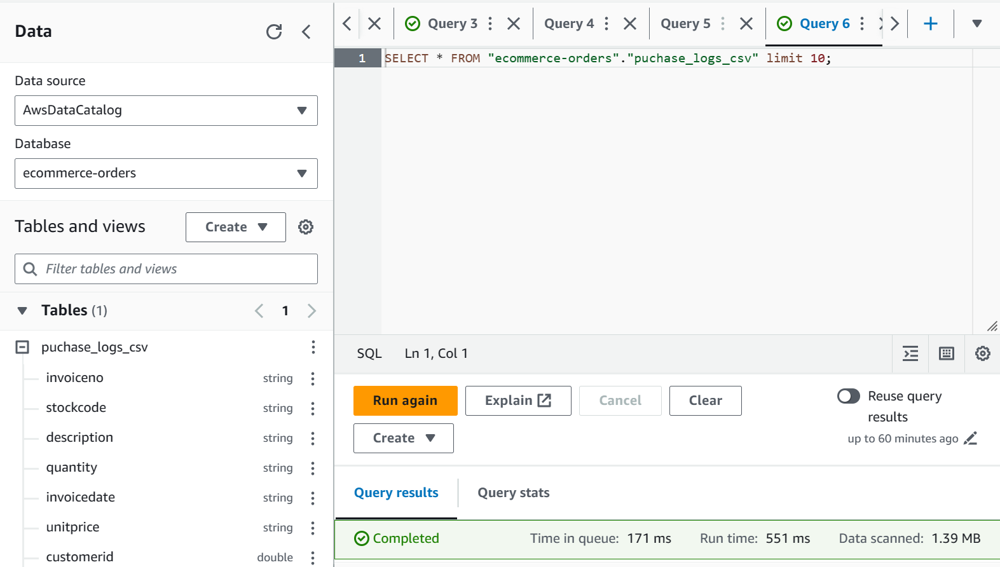 Data
Data source
AwsDataCatalog
Database
ecommerce-orders
Tables and views
Create
Filter tables and views
Tables (1)
1
puchase_logs_csv
invoiceno string
stockcode string
description string
quantity string
invoicedate string
unitprice string
customerid double
Query 3 Query 4 Query 5 Query 6
1 SELECT * FROM "ecommerce-orders"."puchase_logs_csv" limit 10;
SQL Ln 1, Col 1
Run again Explain Cancel Clear
Create
Reuse query
results
up to 60 minutes ago
Query results Query stats
Completed Time in queue: 171 ms Run time: 551 ms Data scanned: 1.39 MB